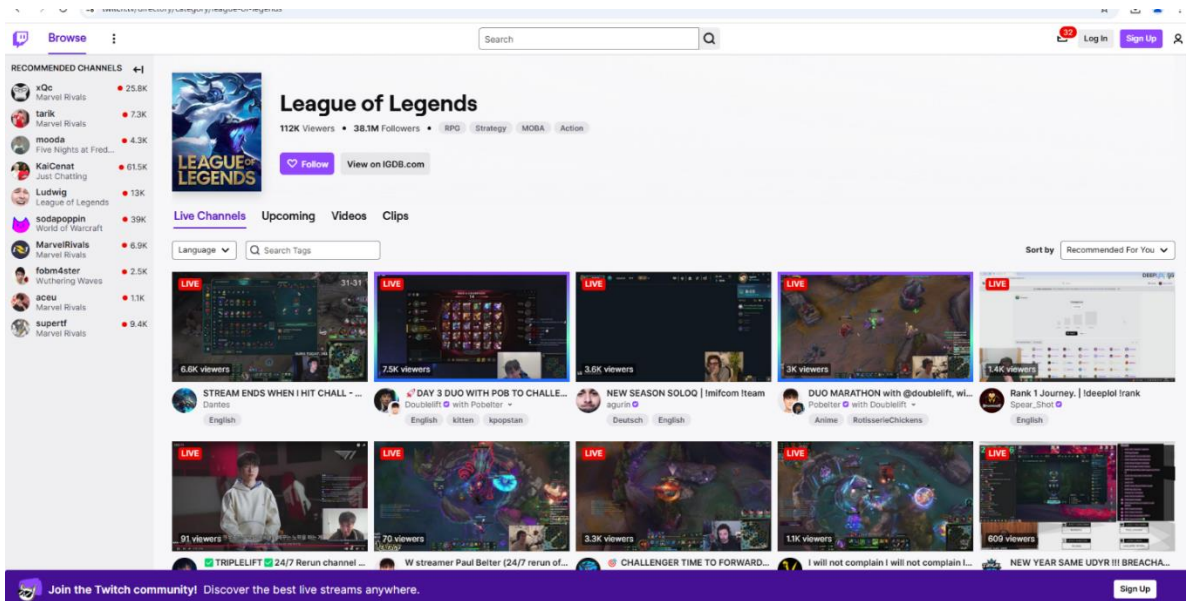 Browse
Search
32
Log In
Sign Up
RECOMMENDED CHANNELS
xQc
Marvel Rivals
25.8K
tarik
Marvel Rivals
7.3K
mooda
Five Nights at Fred...
4.3K
KaiCenat
Just Chatting
61.5K
Ludwig
League of Legends
13K
sodapoppin
World of Warcraft
39K
MarvelRivals
Marvel Rivals
6.9K
fobm4ster
Wuthering Waves
2.5K
aceu
Marvel Rivals
1.1K
supertf
Marvel Rivals
9.4K
LEAGUE OF
LEGENDS
League of Legends
112K Viewers • 38.1M Followers • RPG Strategy MOBA Action
Follow View on IGDB.com
Live Channels Upcoming Videos Clips
Language Search Tags
Sort by Recommended For You
LIVE
31-31
6.6K viewers
STREAM ENDS WHEN I HIT CHALL - ...
Dantes
English
LIVE
7.5K viewers
🚀DAY 3 DUO WITH POB TO CHALLE...
Doublelift with Pobelter
English kitten kpopstan
LIVE
3.6K viewers
NEW SEASON SOLOQ | !mifcom !team
agurin
Deutsch English
LIVE
3K viewers
DUO MARATHON with @doublelift, wi...
Pobelter with Doublelift
Anime RotisserieChickens
LIVE
1.4K viewers
Rank 1 Journey. | !deeplol !rank
Spear_Shot
English
LIVE
91 viewers
✅ TRIPLELIFT ✅ 24/7 Rerun channel ...
LIVE
70 viewers
W streamer Paul Belter (24/7 rerun of...
LIVE
3.3K viewers
🎯 CHALLENGER TIME TO FORWARD...
LIVE
1.1K viewers
I will not complain I will not complain I...
LIVE
609 viewers
NEW YEAR SAME UDYR !!! BREACHA...
Join the Twitch community! Discover the best live streams anywhere.
Sign Up